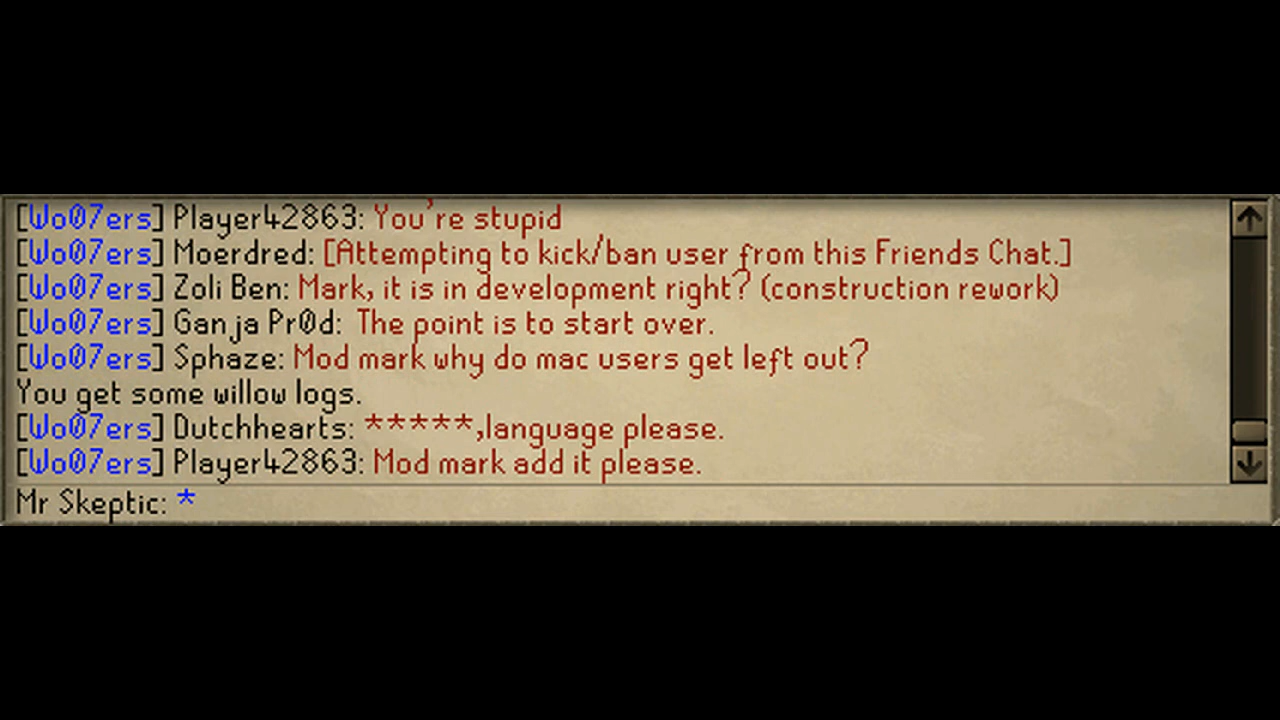 [Wo07ers] Player42863: You're stupid
[Wo07ers] Moerdred: [Attempting to kick/ban user from this Friends Chat.]
[Wo07ers] Zoli Ben: Mark, it is in development right? (construction rework)
[Wo07ers] Ganja Pr0d: The point is to start over.
[Wo07ers] Sphaze: Mod mark why do mac users get left out?
You get some willow logs.
[Wo07ers] Dutchhearts: *****,language please.
[Wo07ers] Player42863: Mod mark add it please.
Mr Skeptic: *